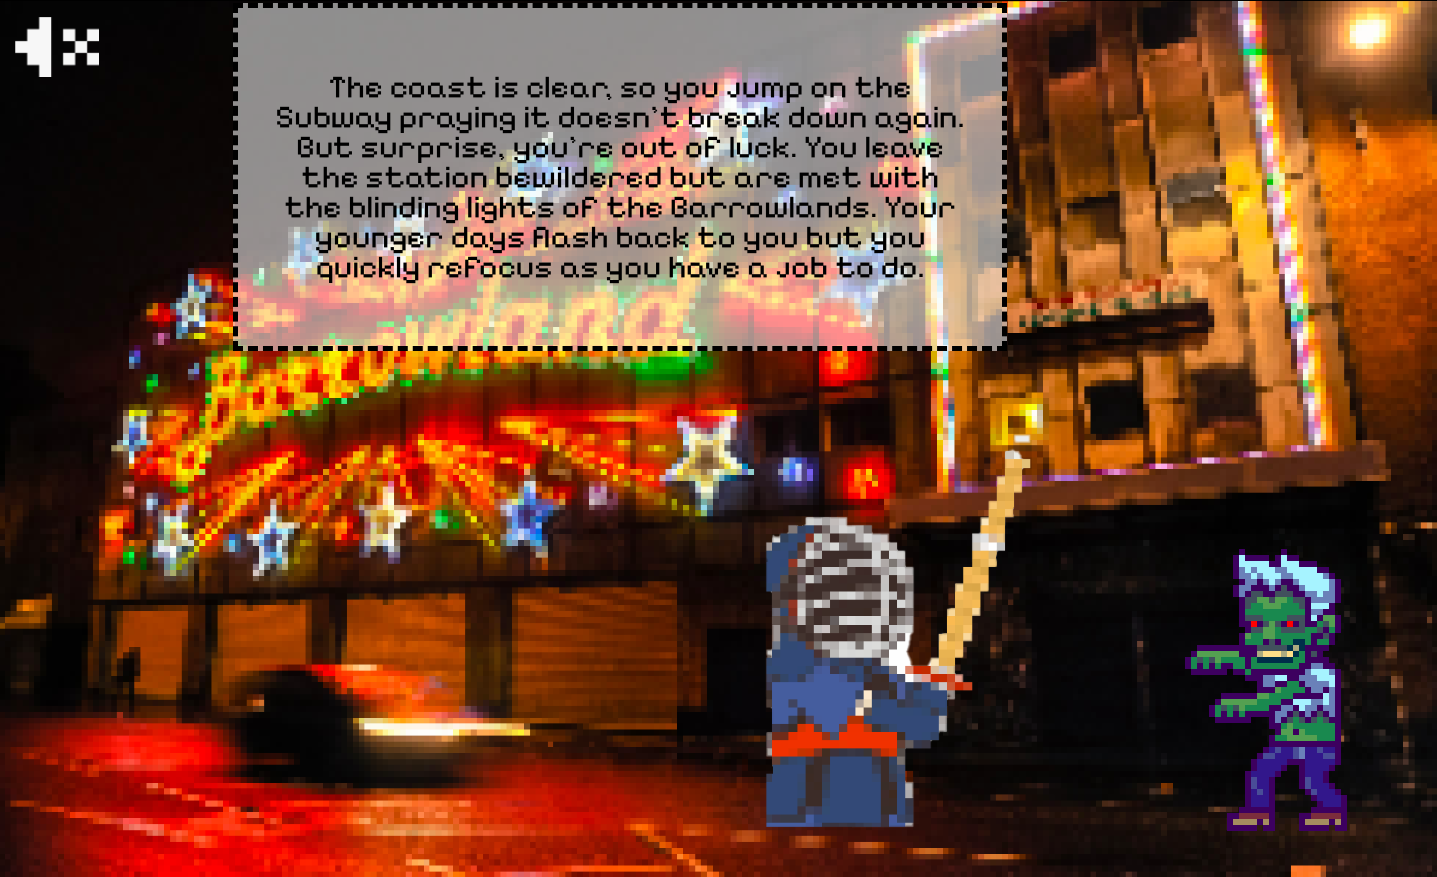 The coast is clear, so you jump on the
Subway praying it doesn't break down again.
But surprise, you're out of luck. You leave
the station bewildered but are met with
the blinding lights of the Barrowlands. Your
younger days flash back to you but you
quickly refocus as you have a job to do.
Barrowland